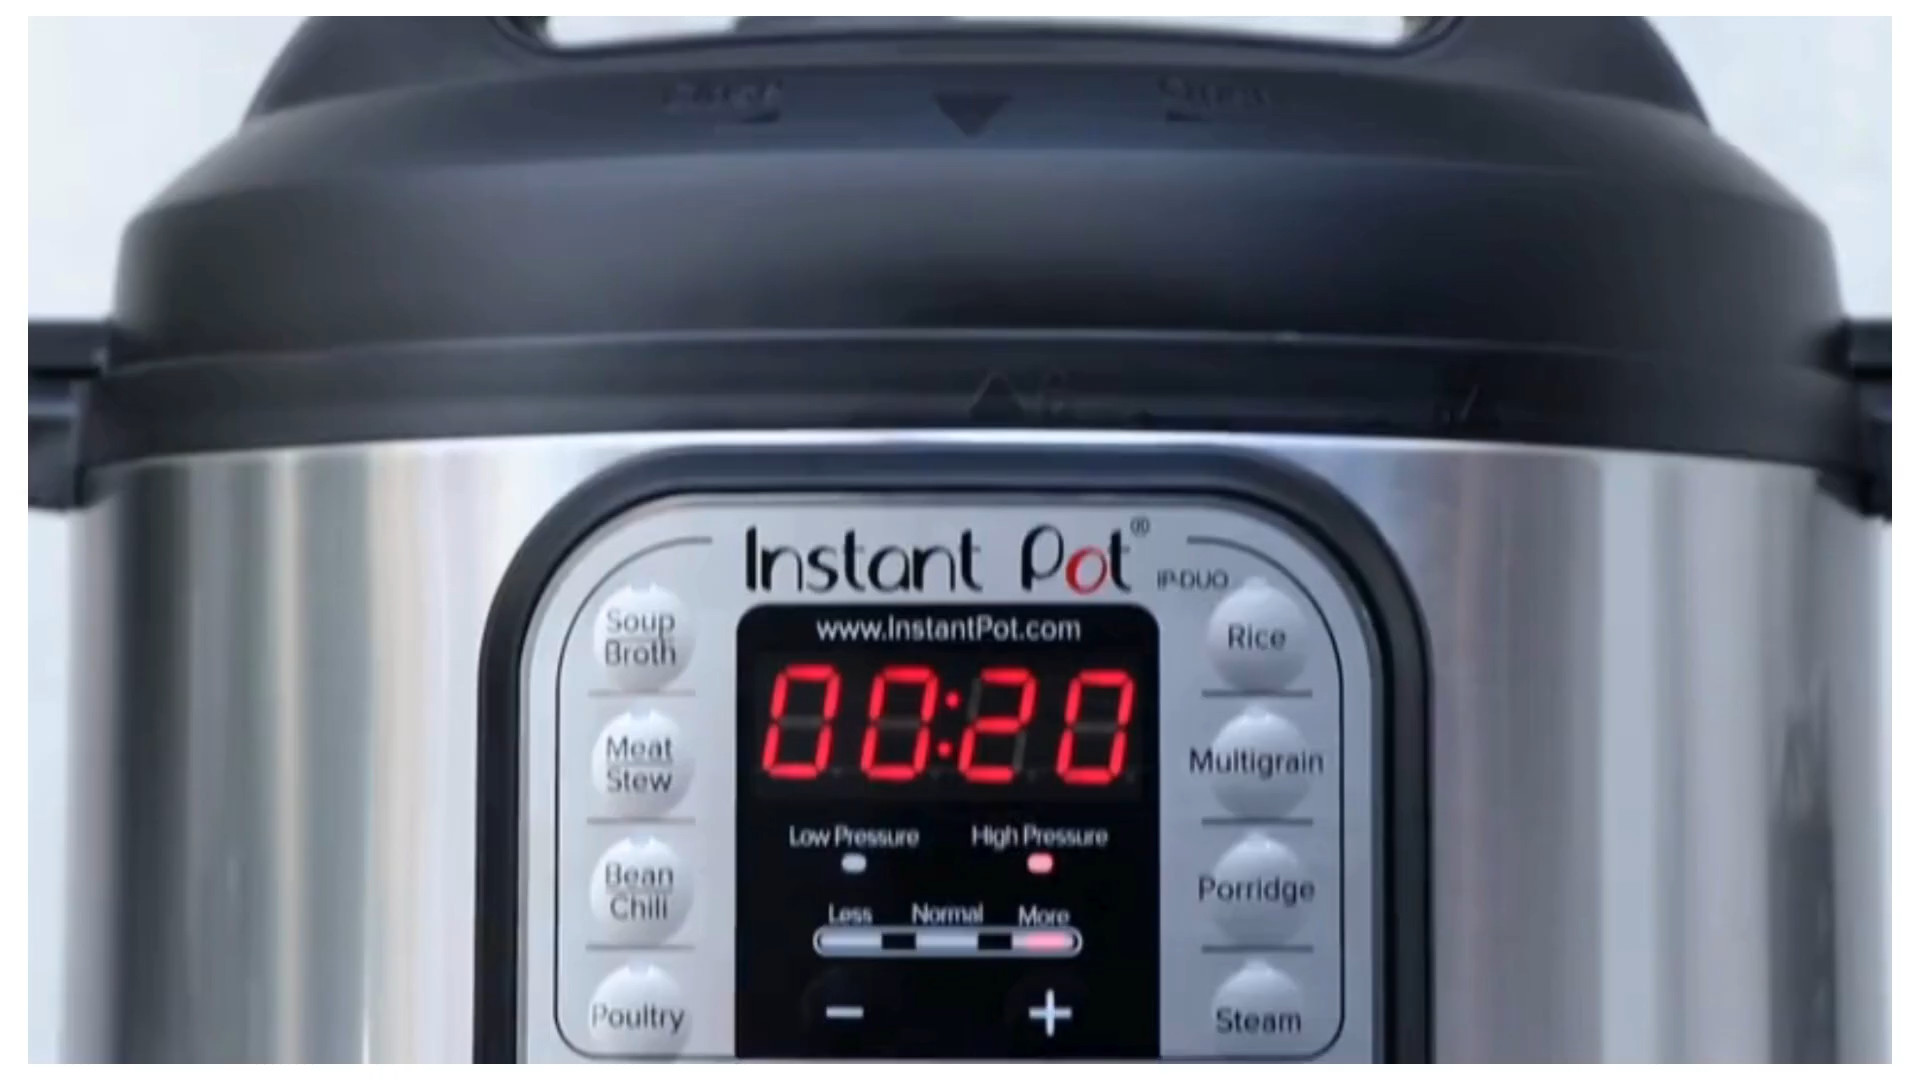 Instant Pot®
IP-DUO
www.InstantPot.com
00:20
Low Pressure
High Pressure
Less
Normal
More
− +
Soup
Broth
Meat
Stew
Bean
Chili
Poultry
Rice
Multigrain
Porridge
Steam